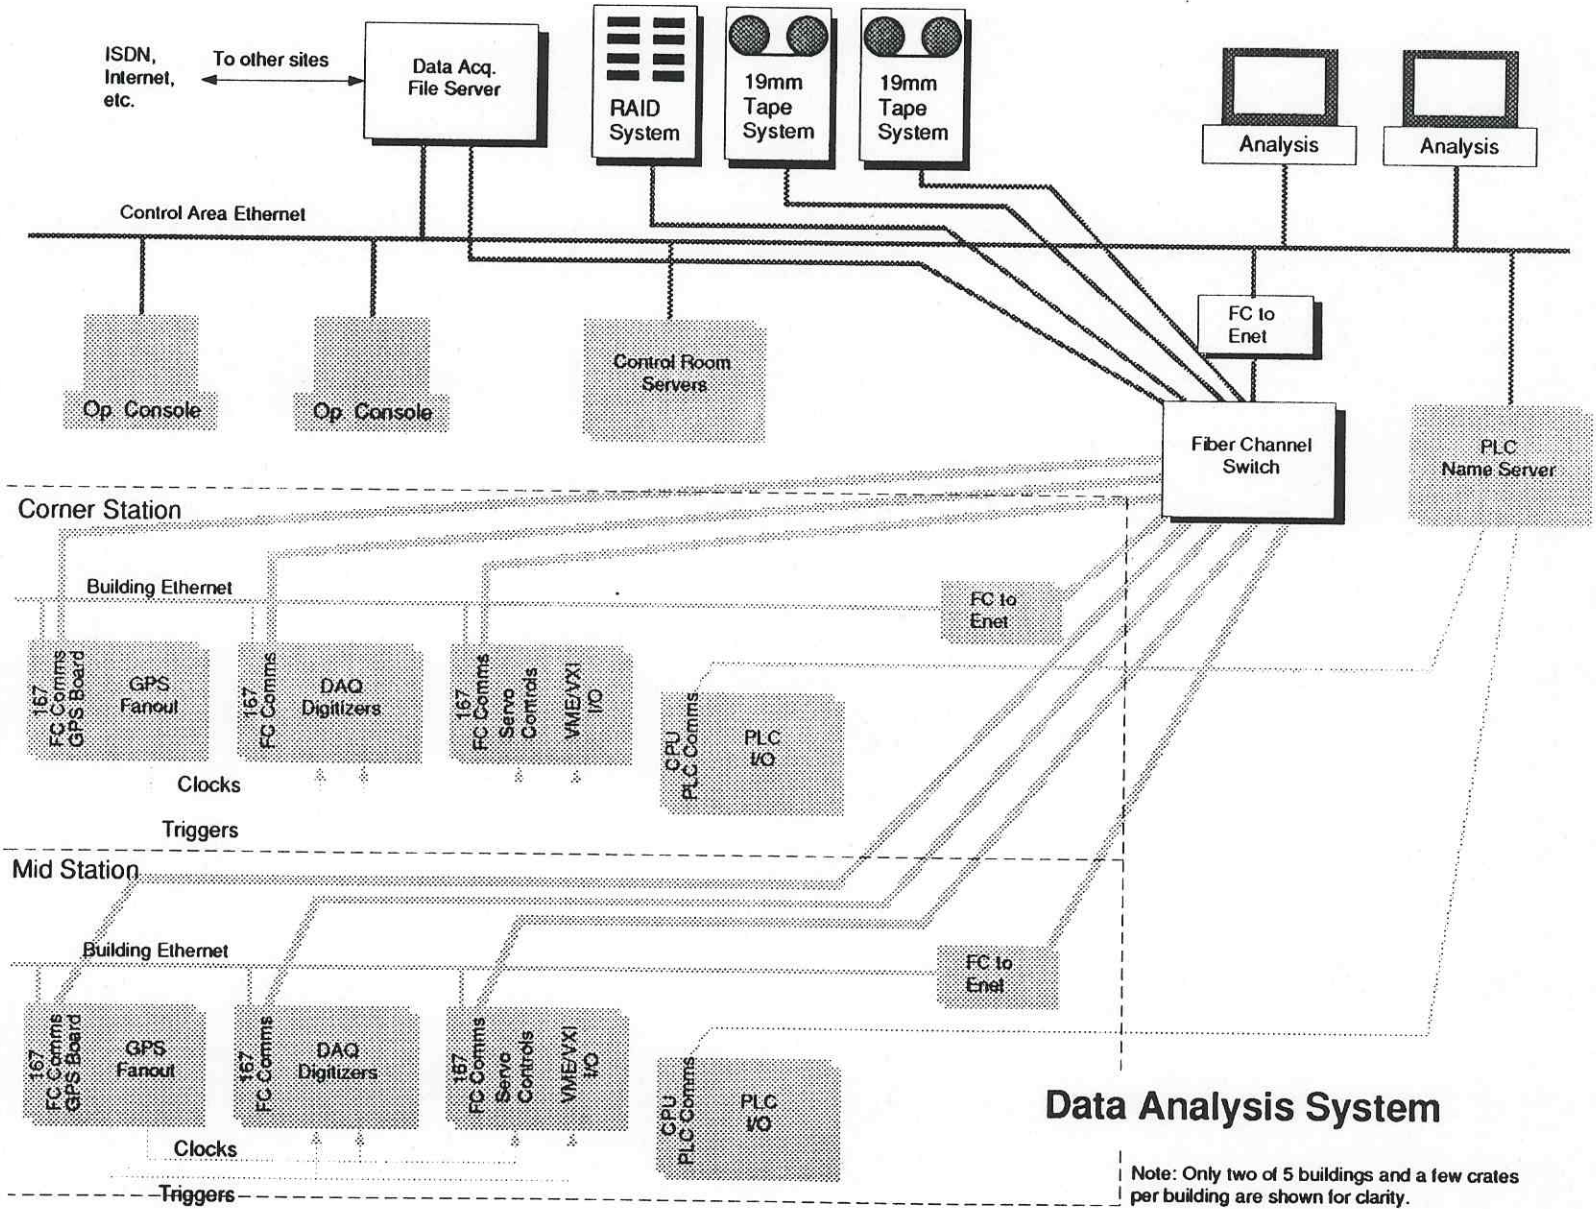 ISDN,
Internet,
etc.
To other sites
Data Acq.
File Server
RAID
System
19mm
Tape
System
19mm
Tape
System
Analysis
Analysis
Control Area Ethernet
FC to
Enet
Op Console
Op Console
Control Room
Servers
Fiber Channel
Switch
PLC
Name Server
Corner Station
Building Ethernet
FC to
Enet
167
FC Comms
GPS Board
GPS
Fanout
167
FC Comms
DAQ
Digitizers
167
FC Comms
Servo
Controls
VME/VXI
I/O
CPU
PLC Comms
PLC
I/O
Clocks
Triggers
Mid Station
Building Ethernet
FC to
Enet
167
FC Comms
GPS Board
GPS
Fanout
167
FC Comms
DAQ
Digitizers
167
FC Comms
Servo
Controls
VME/VXI
I/O
CPU
PLC Comms
PLC
I/O
Clocks
Triggers
Data Analysis System
Note: Only two of 5 buildings and a few crates
per building are shown for clarity.